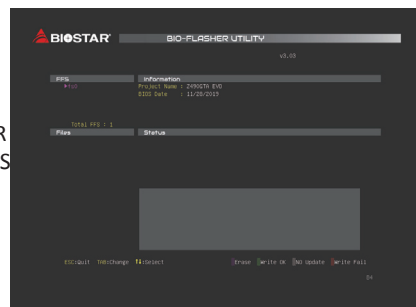 BIOSTAR BIO-FLASHER UTILITY
v3.03
FFS Information
Project Name : Z490GTA EVO
BIOS Date : 11/28/2019
Total FFS : 1
R
Files Status
S
ESC:Quit TAB:Change ↑↓:Select Erase Write OK NO Update Write Fail